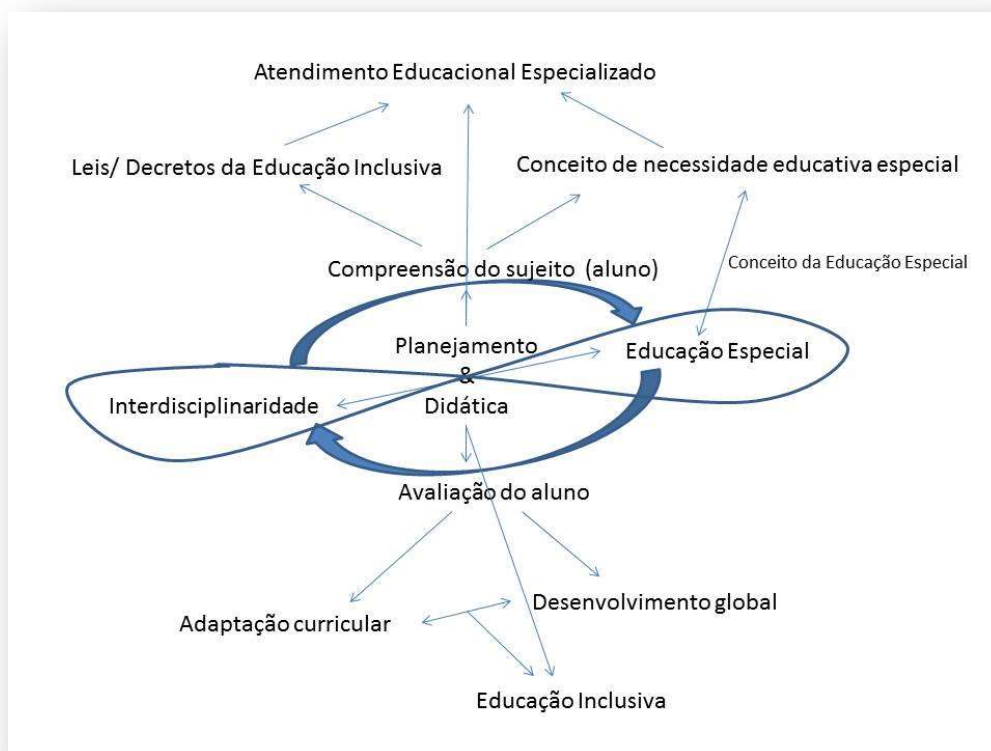 Atendimento Educacional Especializado
Leis/ Decretos da Educação Inclusiva
Conceito de necessidade educativa especial
Compreensão do sujeito (aluno)
Conceito da Educação Especial
Planejamento
&
Didática
Educação Especial
Interdisciplinaridade
Avaliação do aluno
Desenvolvimento global
Adaptação curricular
Educação Inclusiva